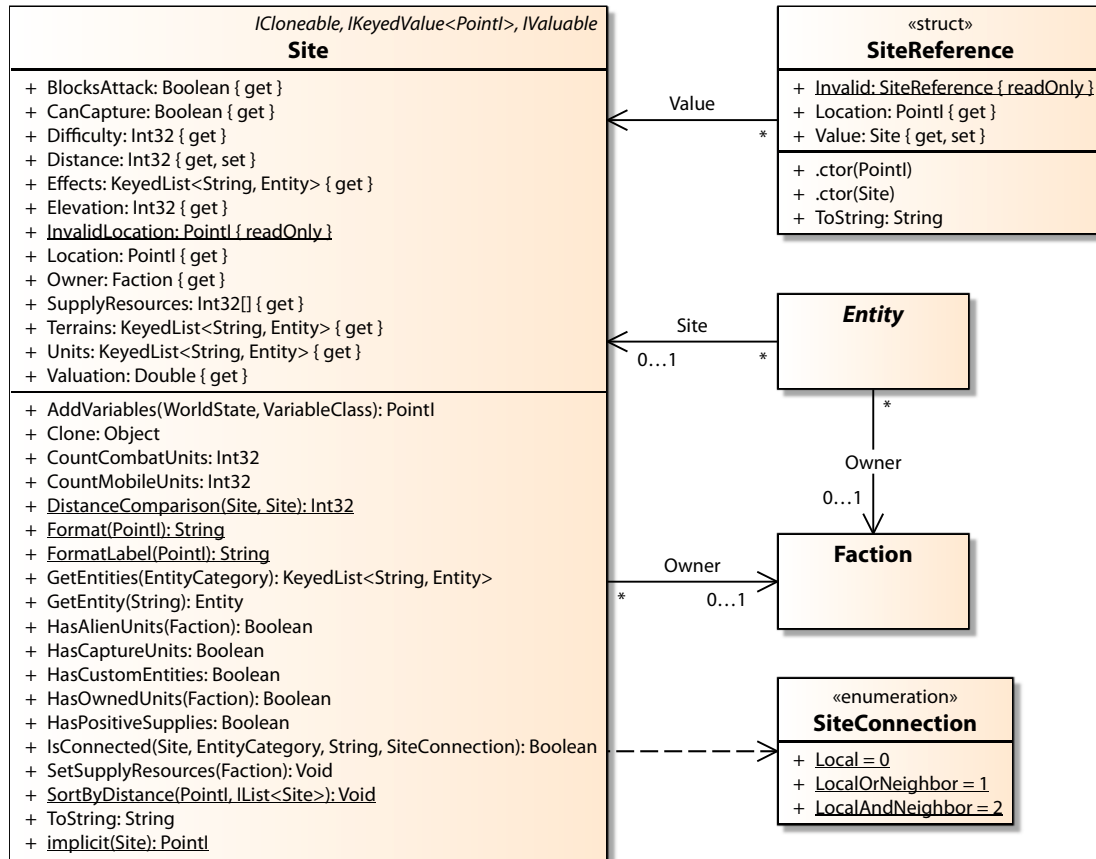 ICloneable, IKeyedValue<PointI>, IValuable
Site
+ BlocksAttack: Boolean { get }
+ CanCapture: Boolean { get }
+ Difficulty: Int32 { get }
+ Distance: Int32 { get, set }
+ Effects: KeyedList<String, Entity> { get }
+ Elevation: Int32 { get }
+ InvalidLocation: PointI { readOnly }
+ Location: PointI { get }
+ Owner: Faction { get }
+ SupplyResources: Int32[] { get }
+ Terrains: KeyedList<String, Entity> { get }
+ Units: KeyedList<String, Entity> { get }
+ Valuation: Double { get }
+ AddVariables(WorldState, VariableClass): PointI
+ Clone: Object
+ CountCombatUnits: Int32
+ CountMobileUnits: Int32
+ DistanceComparison(Site, Site): Int32
+ Format(PointI): String
+ FormatLabel(PointI): String
+ GetEntities(EntityCategory): KeyedList<String, Entity>
+ GetEntity(String): Entity
+ HasAlienUnits(Faction): Boolean
+ HasCaptureUnits: Boolean
+ HasCustomEntities: Boolean
+ HasOwnedUnits(Faction): Boolean
+ HasPositiveSupplies: Boolean
+ IsConnected(Site, EntityCategory, String, SiteConnection): Boolean
+ SetSupplyResources(Faction): Void
+ SortByDistance(PointI, IList<Site>): Void
+ ToString: String
+ implicit(Site): PointI
Value
*
«struct»
SiteReference
+ Invalid: SiteReference { readOnly }
+ Location: PointI { get }
+ Value: Site { get, set }
+ .ctor(PointI)
+ .ctor(Site)
+ ToString: String
Site
0…1
*
Entity
*
Owner
0…1
Owner
*
0…1
Faction
«enumeration»
SiteConnection
+ Local = 0
+ LocalOrNeighbor = 1
+ LocalAndNeighbor = 2